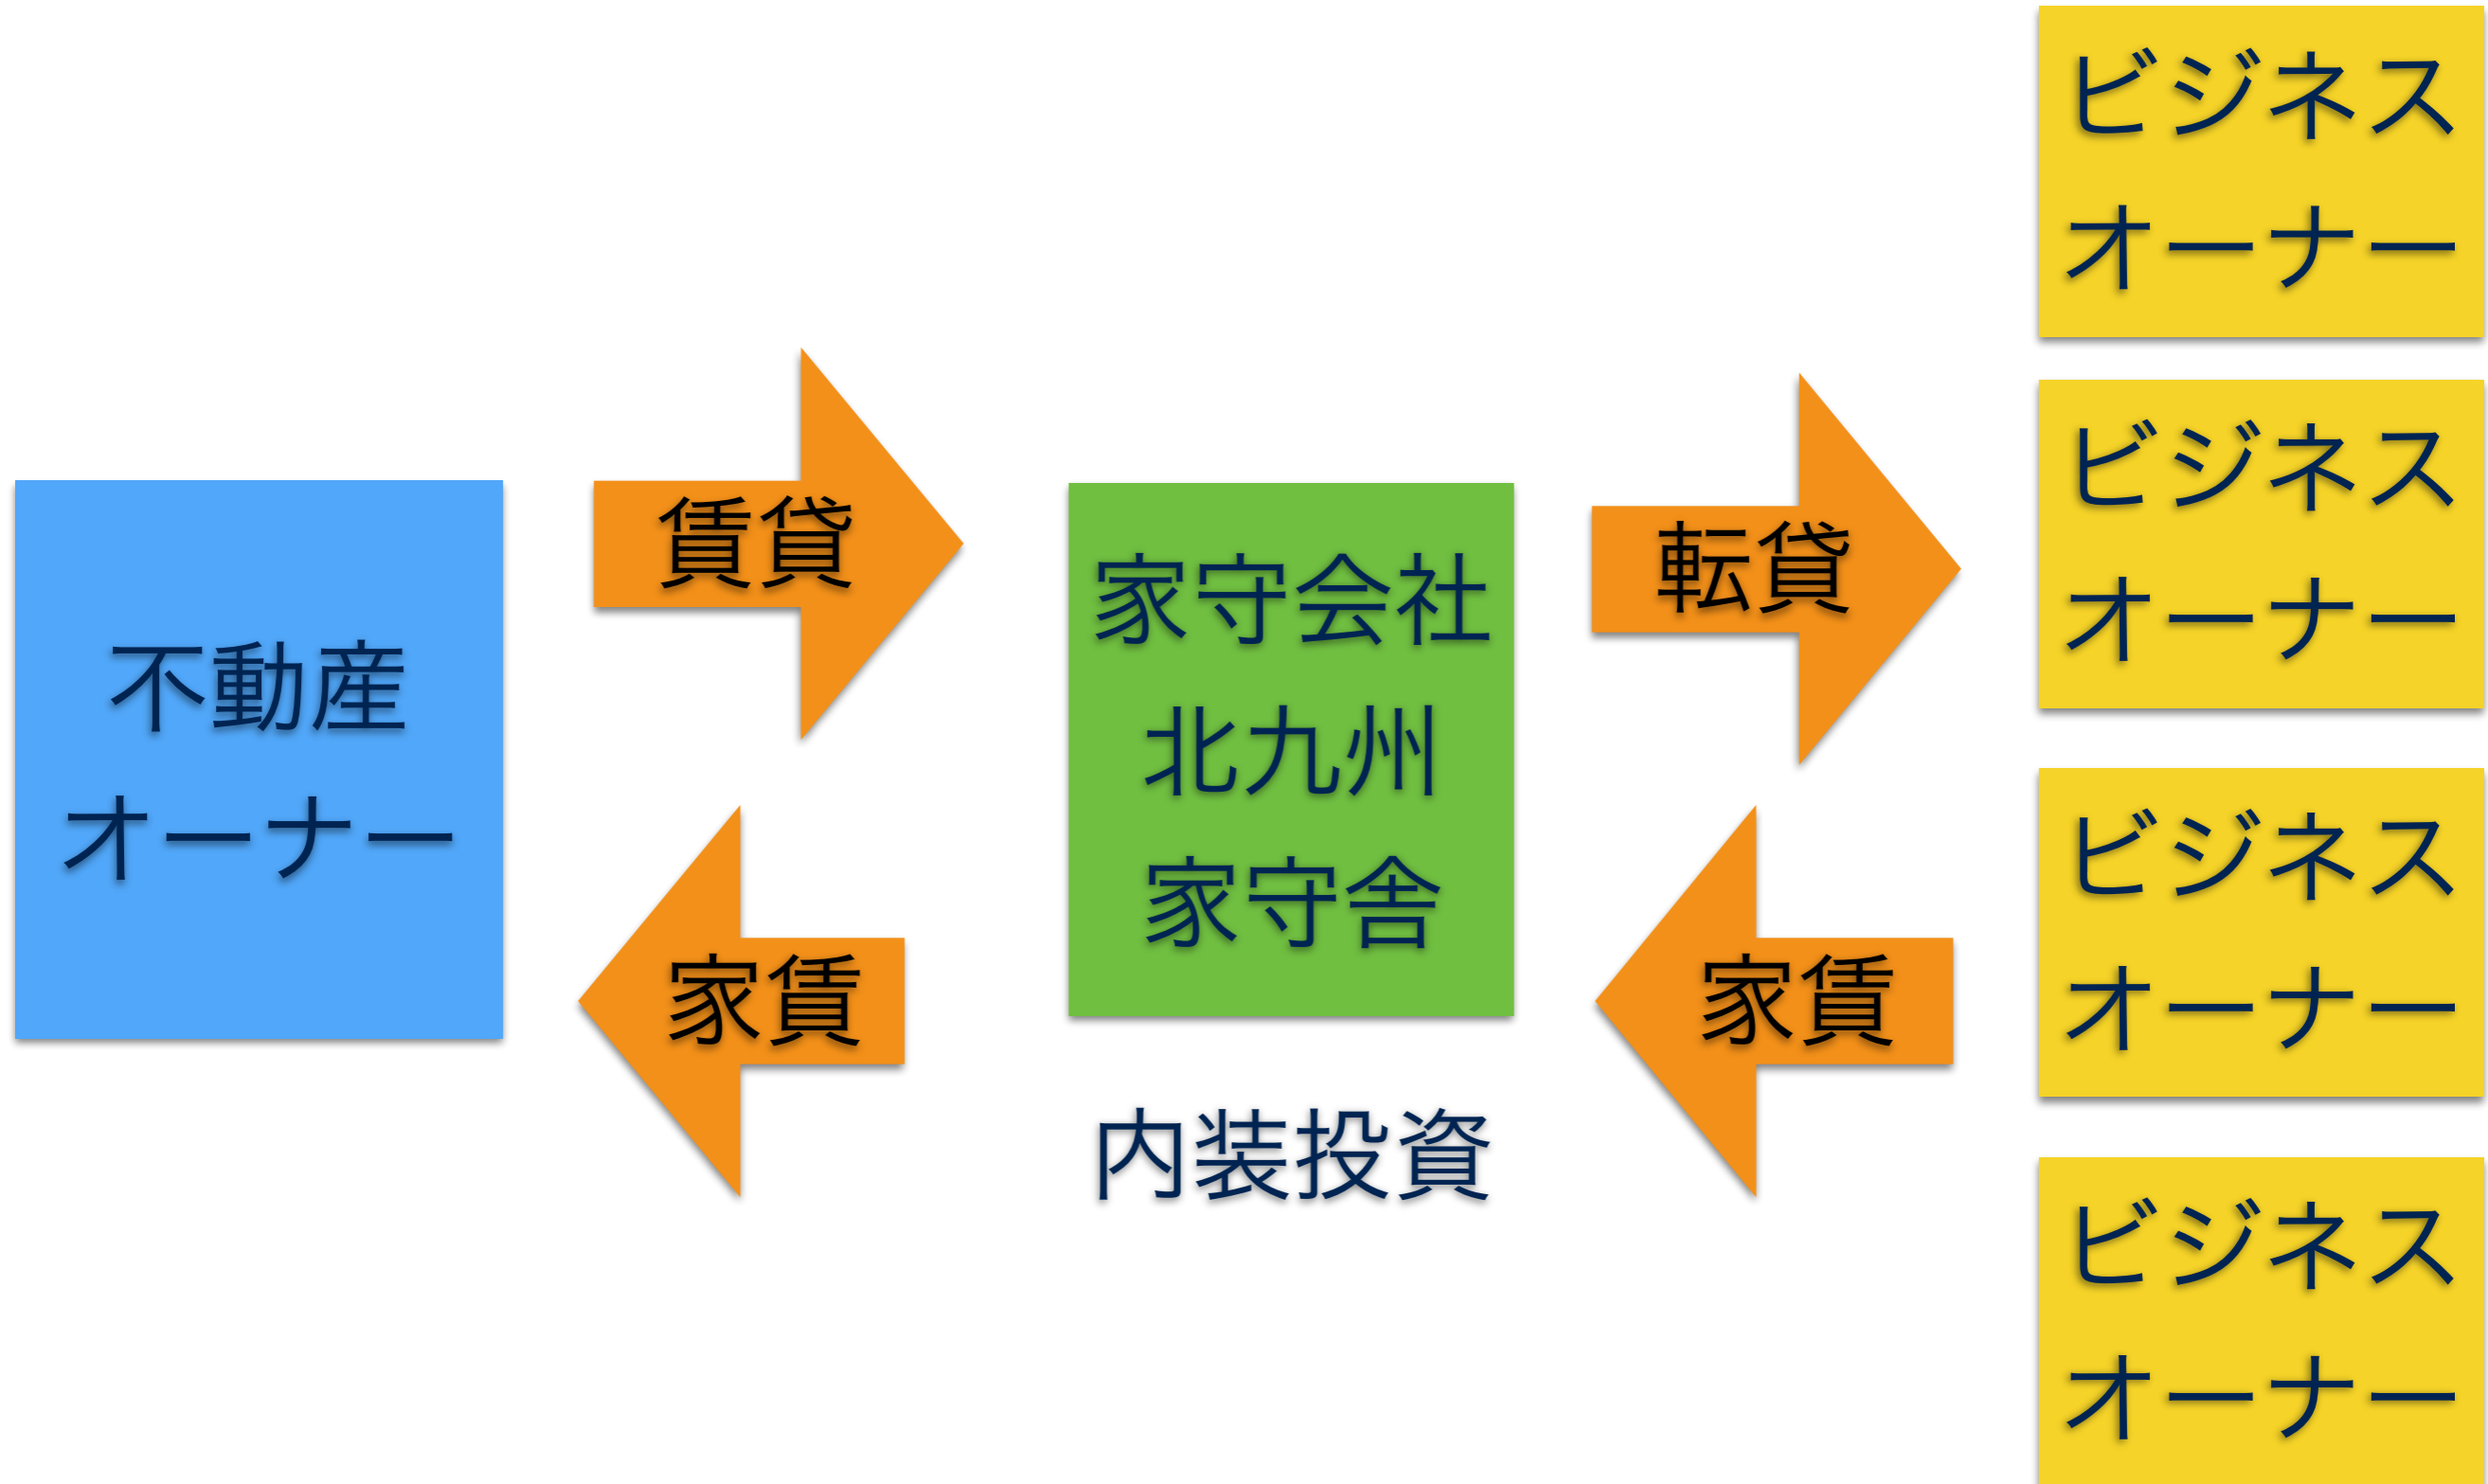 不動産
オーナー
賃貸
家賃
家守会社
北九州
家守舎
内装投資
転貸
家賃
ビジネス
オーナー
ビジネス
オーナー
ビジネス
オーナー
ビジネス
オーナー